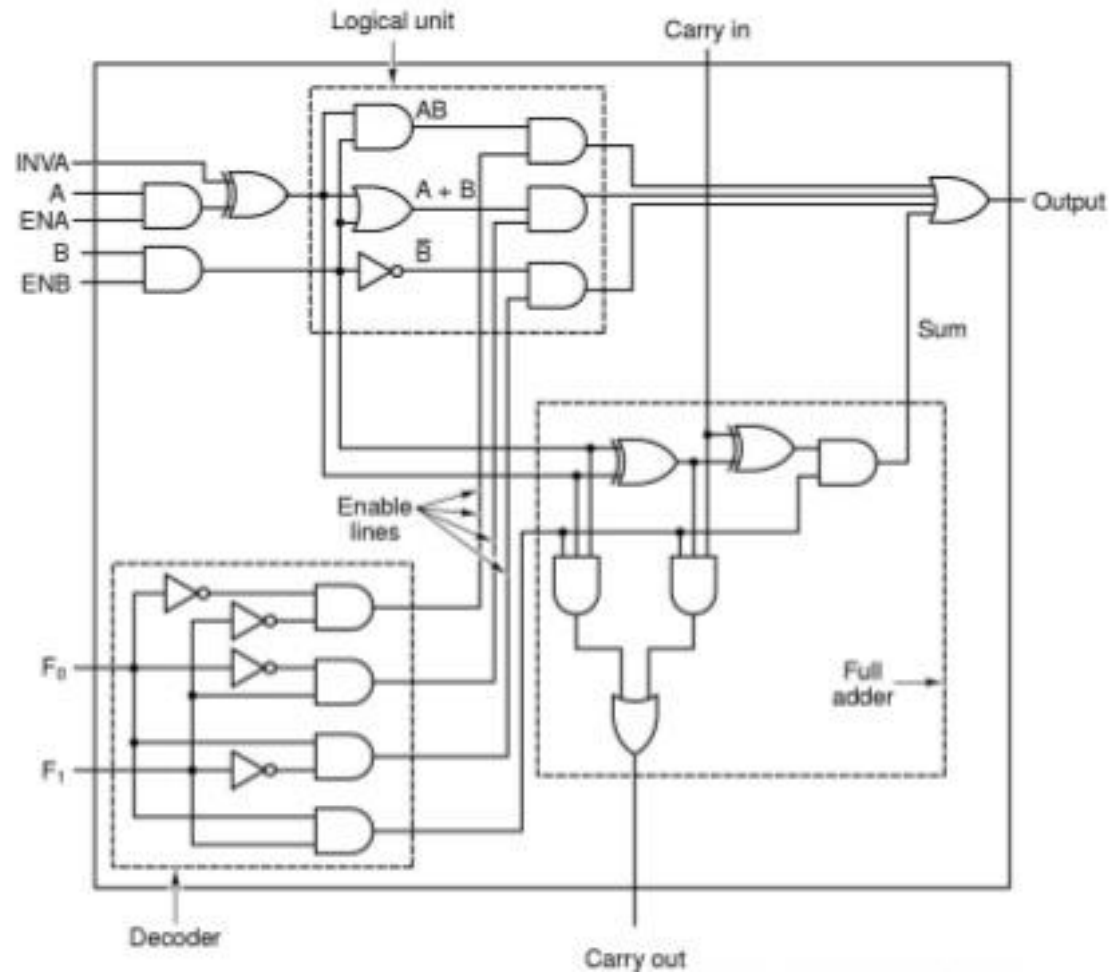 Logical unit
Carry in
AB
INVA
A
A + B
ENA
Output
B
B̅
ENB
Sum
Enable
lines
F₀
Full
adder
F₁
Decoder
Carry out